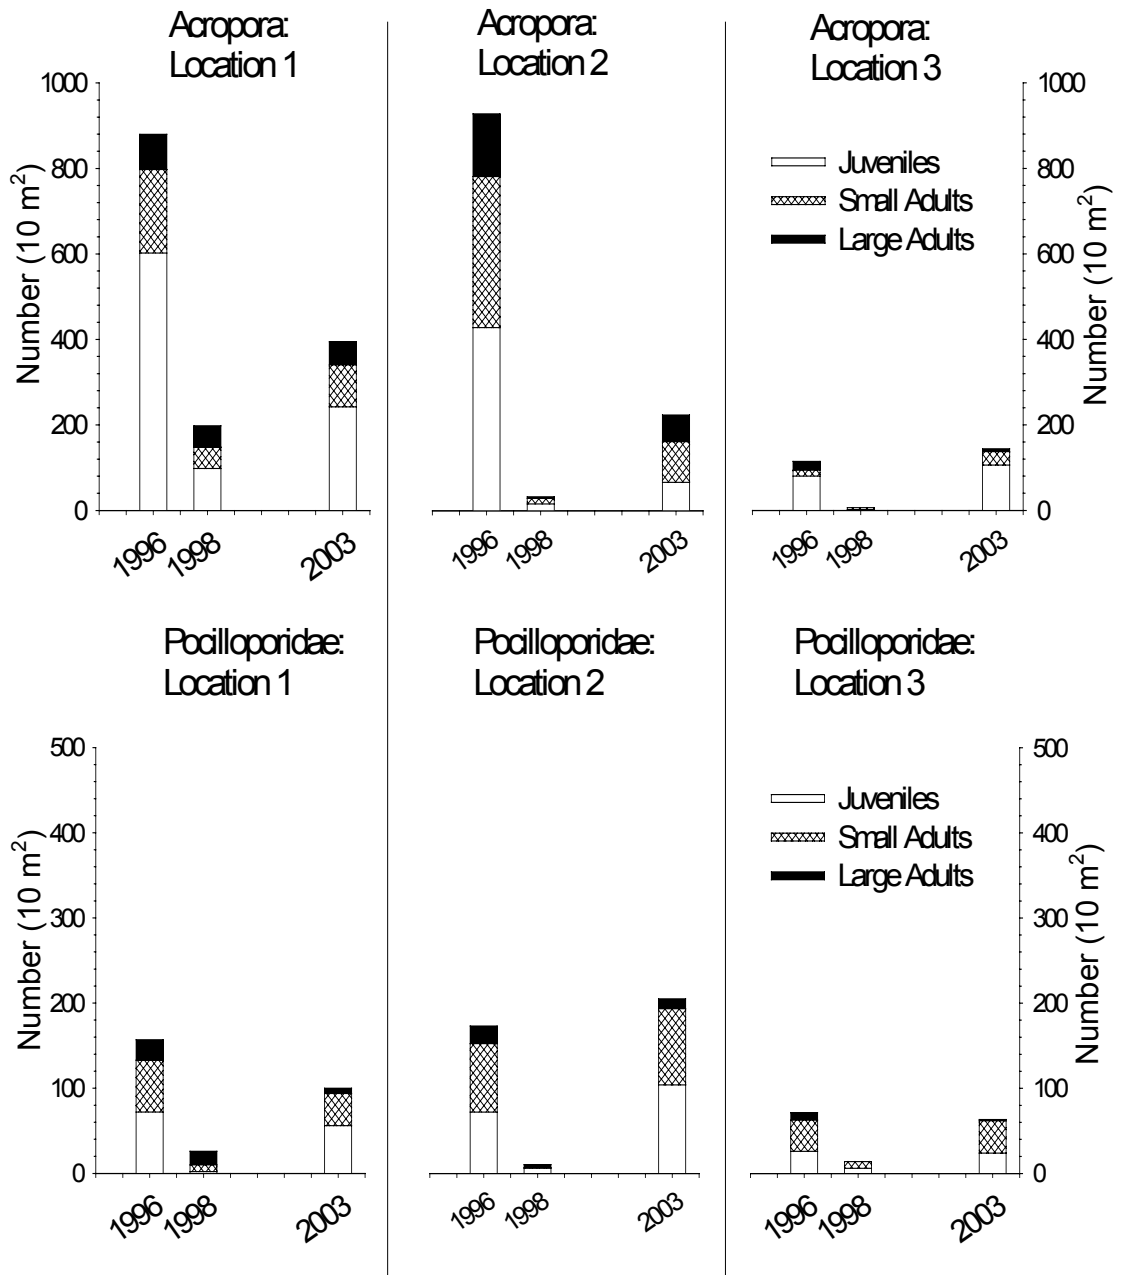 Acropora:
Location 1
Acropora:
Location 2
Acropora:
Location 3
1000
800
600
400
200
0
Number (10 m²)
1000
800
600
400
200
0
Number (10 m²)
Juveniles
Small Adults
Large Adults
1996
1998
2003
1996
1998
2003
1996
1998
2003
Pocilloporidae:
Location 1
Pocilloporidae:
Location 2
Pocilloporidae:
Location 3
500
400
300
200
100
0
Number (10 m²)
500
400
300
200
100
0
Number (10 m²)
Juveniles
Small Adults
Large Adults
1996
1998
2003
1996
1998
2003
1996
1998
2003